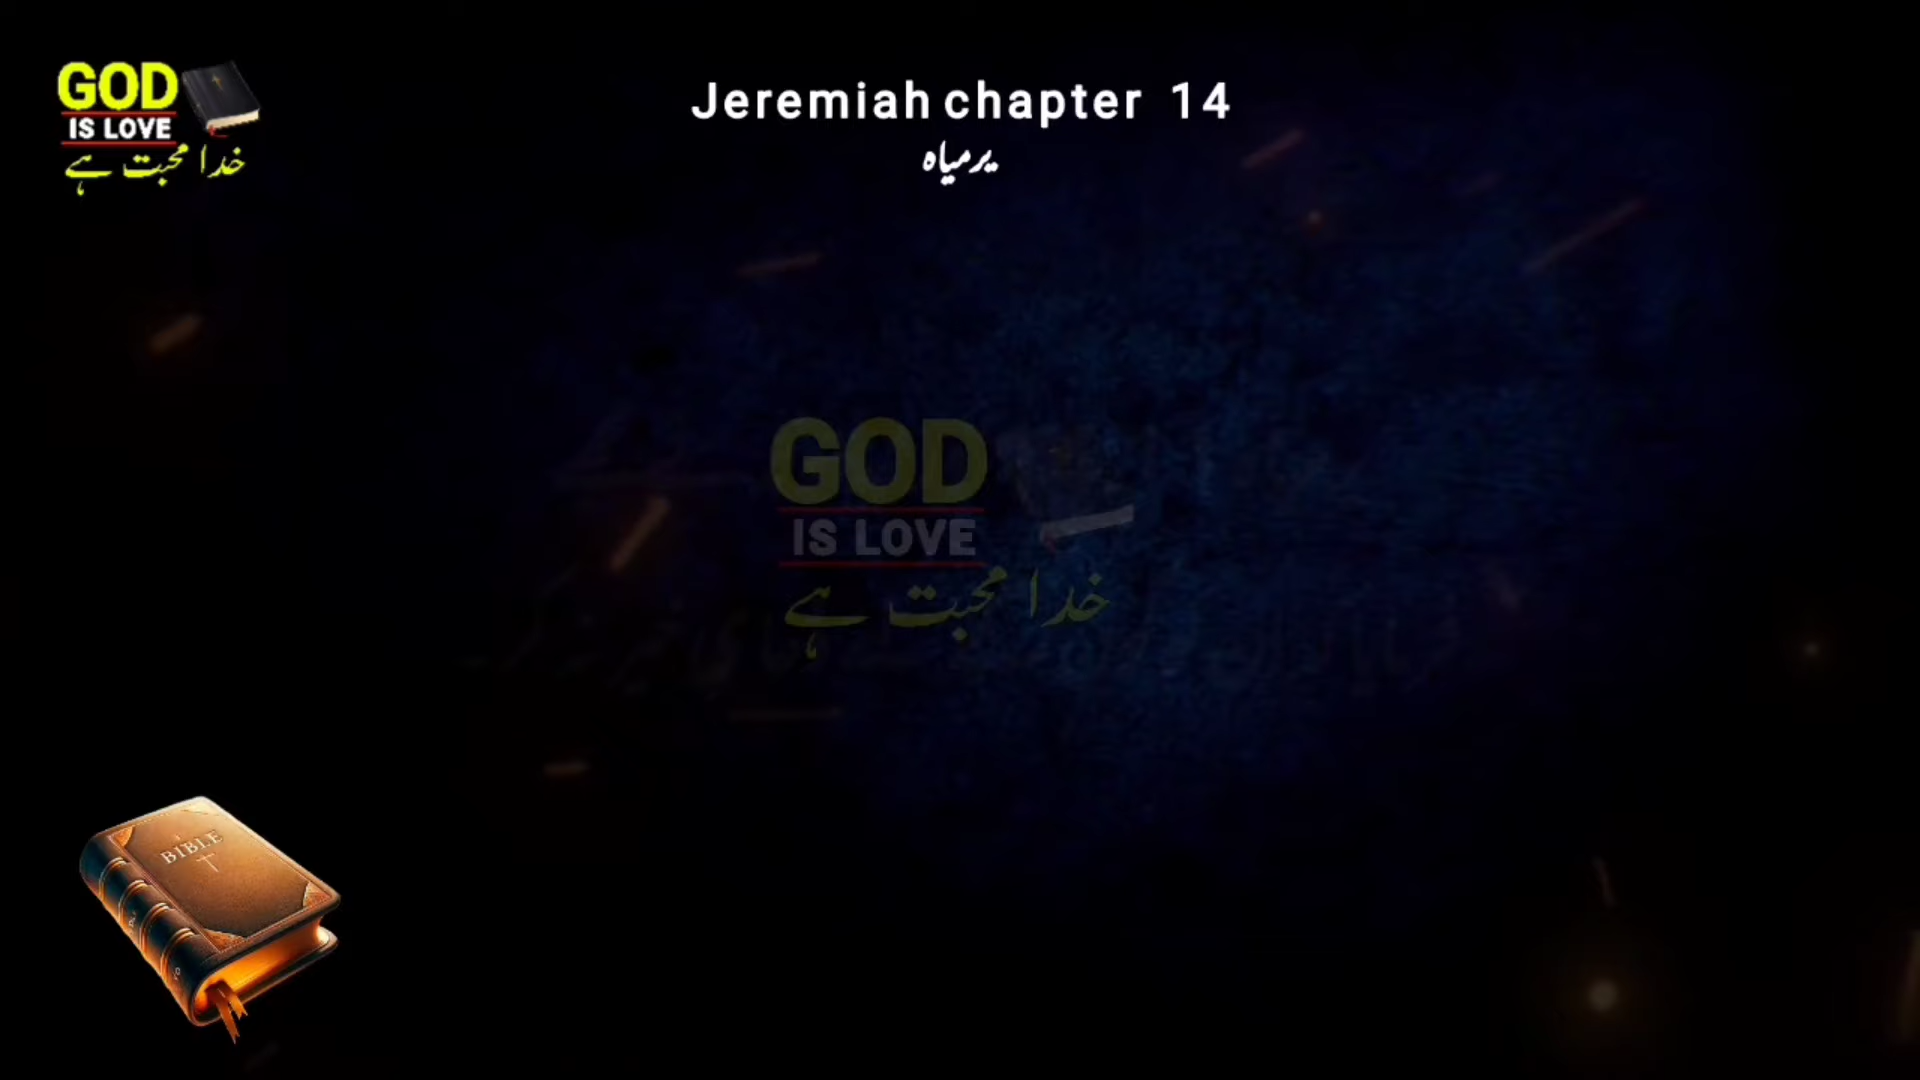 GOD
IS LOVE
خدا محبت ہے
Jeremiah chapter 14
یرمیاہ
GOD
IS LOVE
خدا محبت ہے
BIBLE